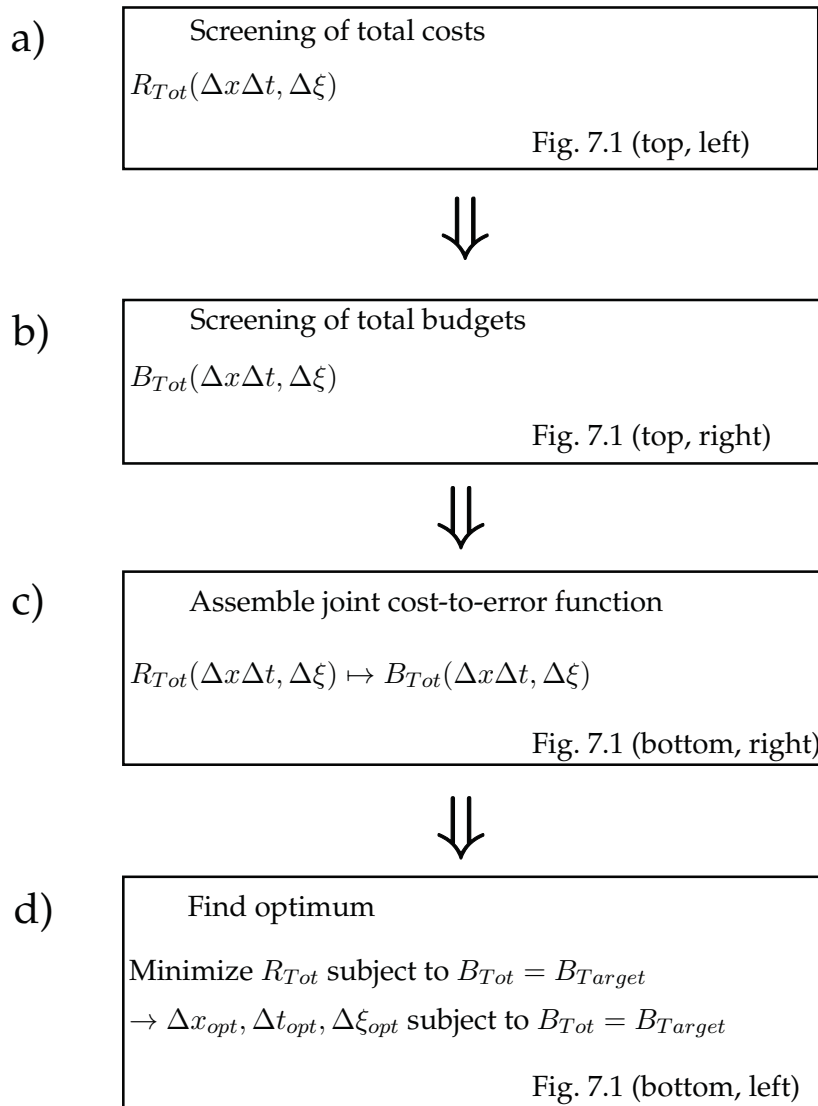 a)
Screening of total costs
R_{Tot}(ΔxΔt, Δξ)
Fig. 7.1 (top, left)
⇓
b)
Screening of total budgets
B_{Tot}(ΔxΔt, Δξ)
Fig. 7.1 (top, right)
⇓
c)
Assemble joint cost-to-error function
R_{Tot}(ΔxΔt, Δξ) ↦ B_{Tot}(ΔxΔt, Δξ)
Fig. 7.1 (bottom, right)
⇓
d)
Find optimum
Minimize R_{Tot} subject to B_{Tot} = B_{Target}
→ Δx_{opt}, Δt_{opt}, Δξ_{opt} subject to B_{Tot} = B_{Target}
Fig. 7.1 (bottom, left)